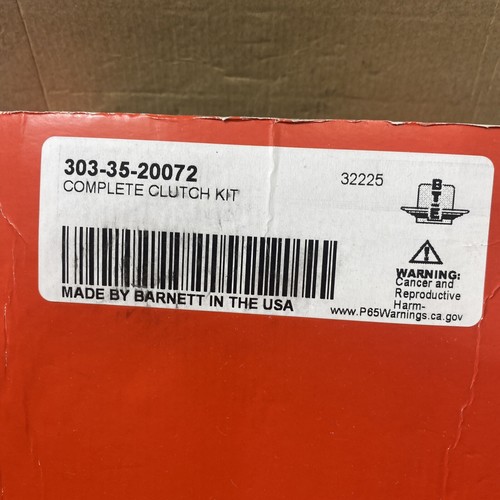 303-35-20072
COMPLETE CLUTCH KIT
32225
BT-E
MADE BY BARNETT IN THE USA
WARNING:
Cancer and
Reproductive
Harm-
www.P65Warnings.ca.gov